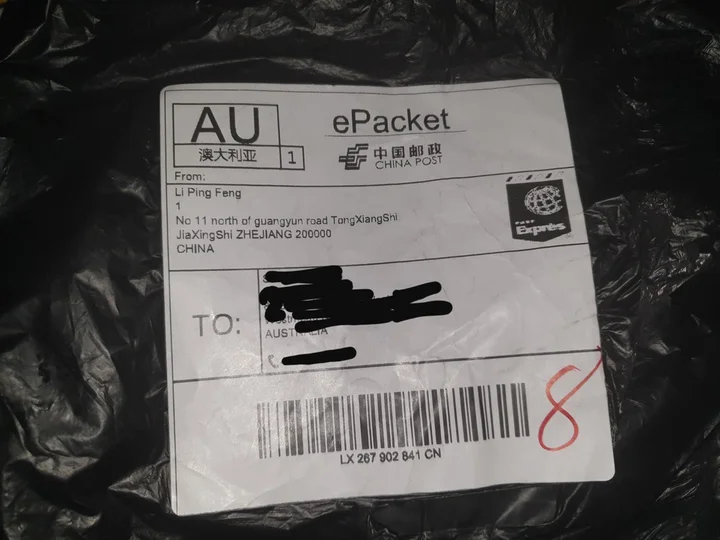 AU
澳大利亚 1
ePacket
中国邮政
CHINA POST
From:
Li Ping Feng
1
No 11 north of guangyun road TongXiangShi
JiaXingShi ZHEJIANG 200000
CHINA
Exprès
TO:
AUSTRALIA
LX 267 902 841 CN
8